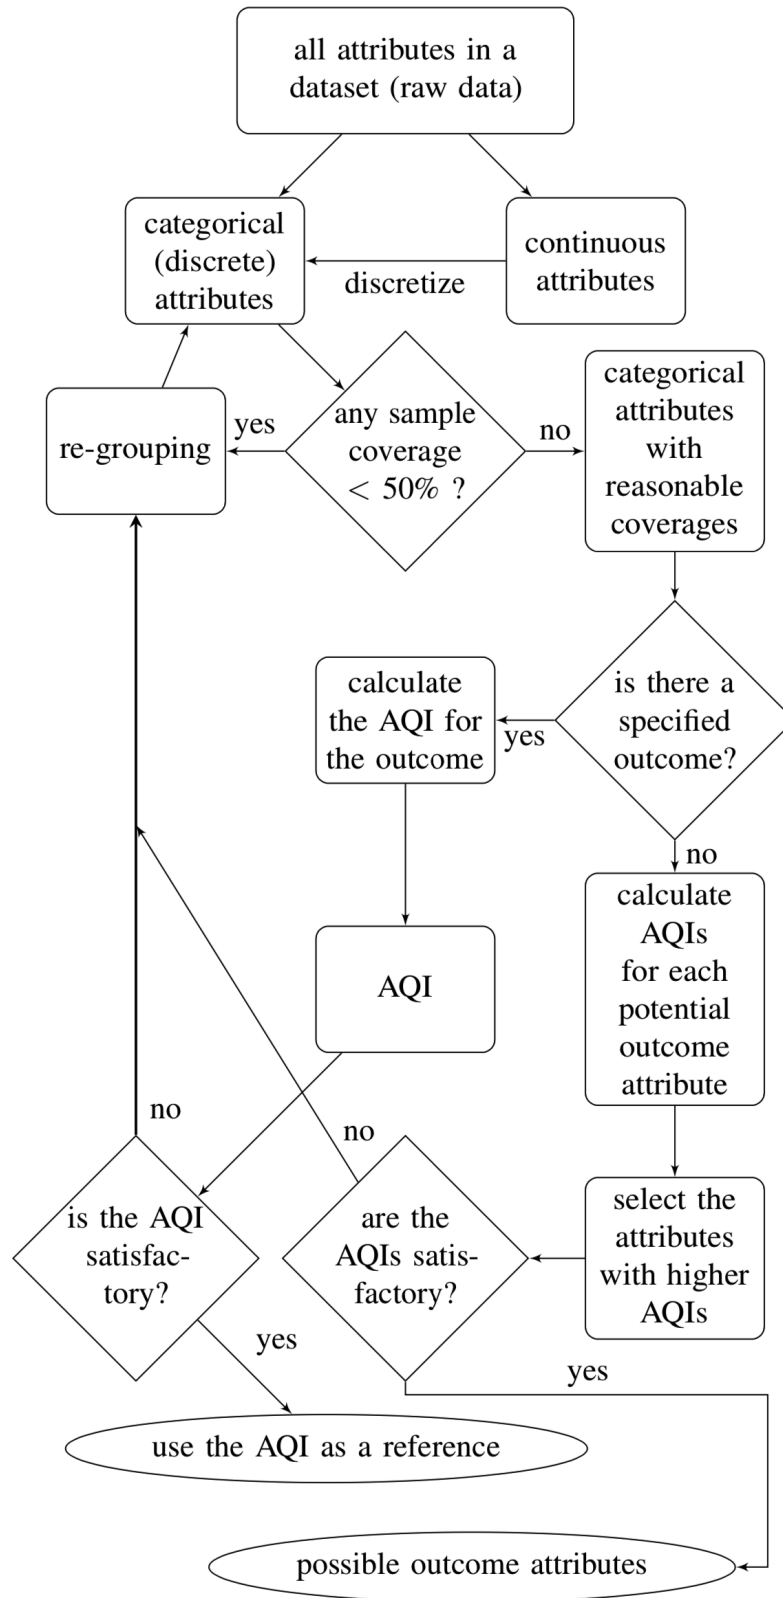 all attributes in a
dataset (raw data)
categorical
(discrete)
attributes
continuous
attributes
discretize
re-grouping
yes
any sample
coverage
< 50% ?
no
categorical
attributes
with
reasonable
coverages
calculate
the AQI for
the outcome
yes
is there a
specified
outcome?
no
calculate
AQIs
for each
potential
outcome
attribute
AQI
no
no
is the AQI
satisfac-
tory?
are the
AQIs satis-
factory?
select the
attributes
with higher
AQIs
yes
yes
use the AQI as a reference
possible outcome attributes